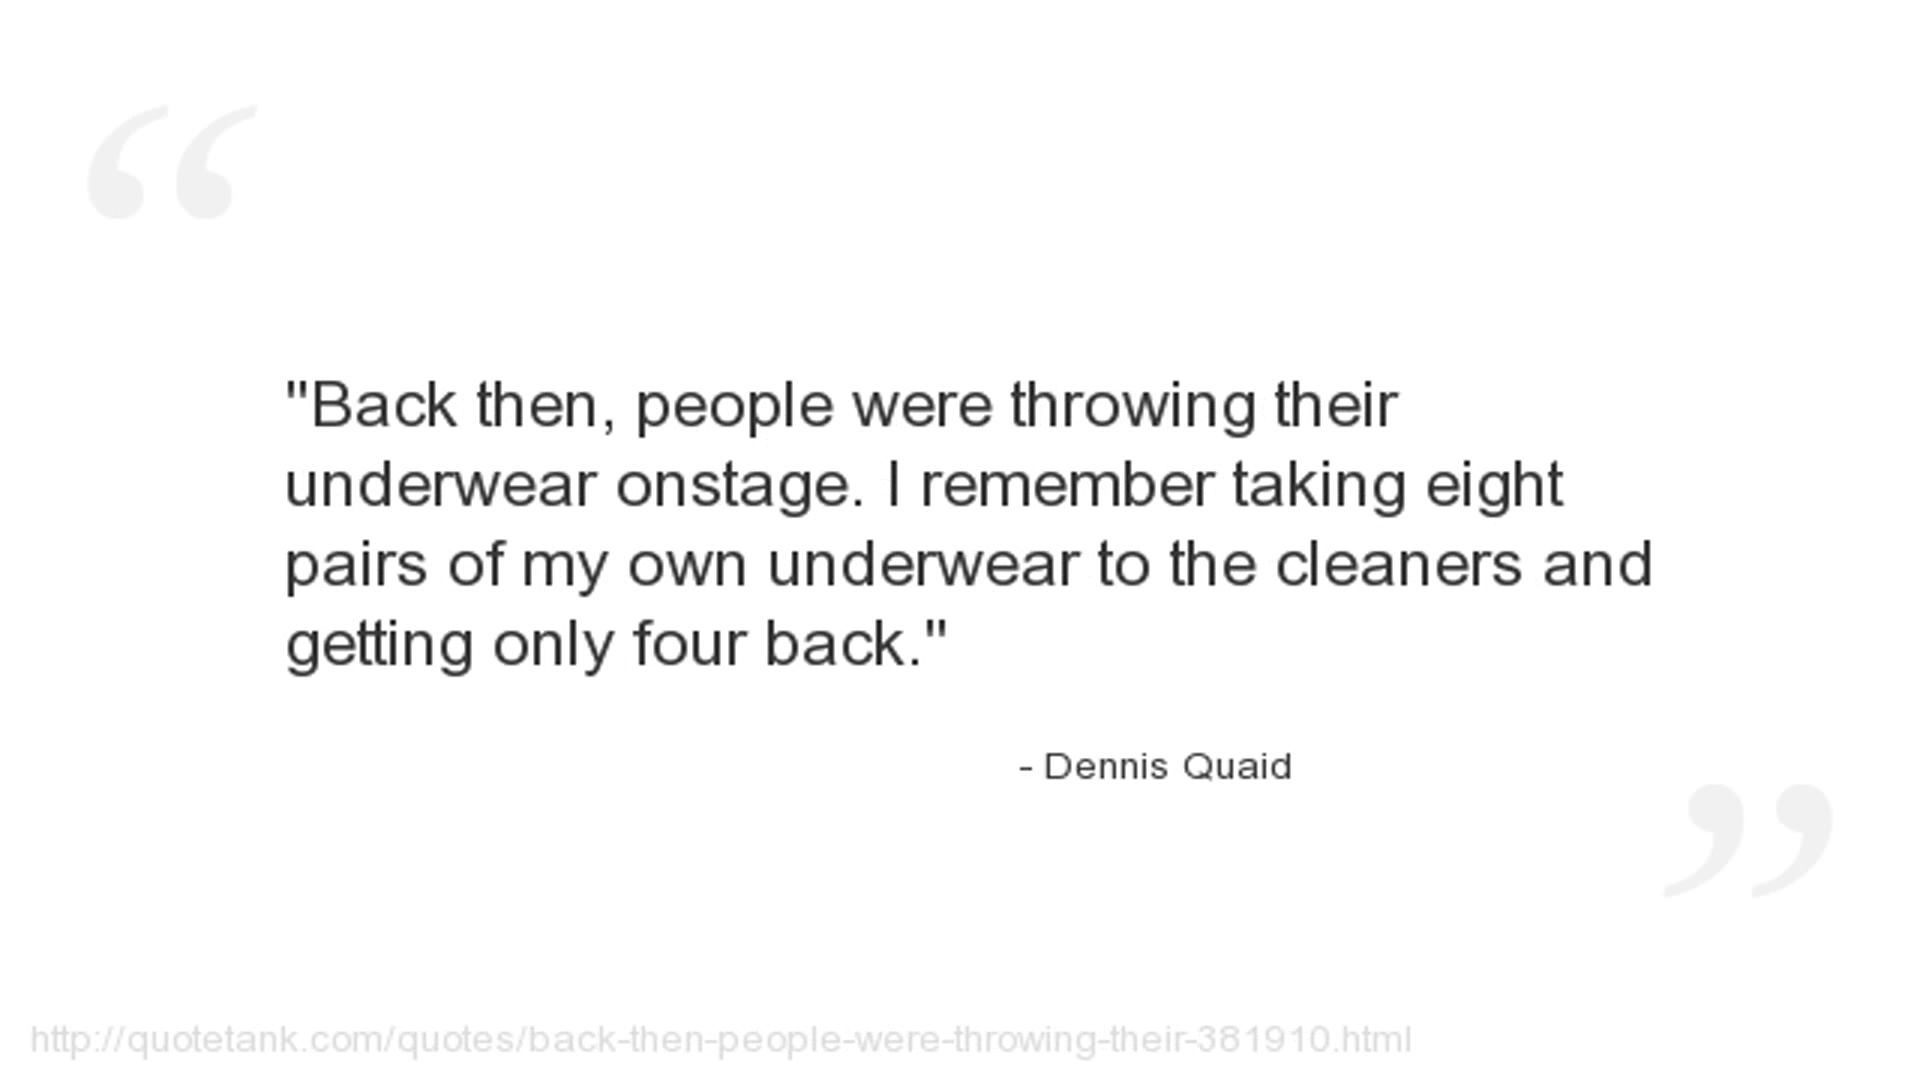 "Back then, people were throwing their
underwear onstage. I remember taking eight
pairs of my own underwear to the cleaners and
getting only four back."
- Dennis Quaid
http://quotetank.com/quotes/back-then-people-were-throwing-their-381910.html